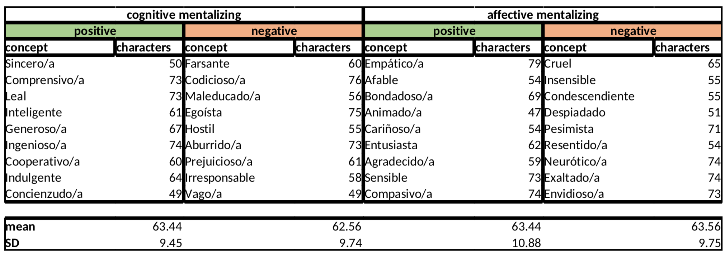 cognitive mentalizing affective mentalizing
positive negative positive negative
concept characters concept characters concept characters concept characters
Sincero/a 50 Farsante 60 Empático/a 79 Cruel 65
Comprensivo/a 73 Codicioso/a 76 Afable 54 Insensible 55
Leal 73 Maleducado/a 56 Bondadoso/a 69 Condescendiente 55
Inteligente 61 Egoísta 75 Animado/a 47 Despiadado 51
Generoso/a 67 Hostil 55 Cariñoso/a 54 Pesimista 71
Ingenioso/a 74 Aburrido/a 73 Entusiasta 62 Resentido/a 54
Cooperativo/a 60 Prejuicioso/a 61 Agradecido/a 59 Neurótico/a 74
Indulgente 64 Irresponsable 58 Sensible 73 Exaltado/a 74
Concienzudo/a 49 Vago/a 49 Compasivo/a 74 Envidioso/a 73
mean 63.44 62.56 63.44 63.56
SD 9.45 9.74 10.88 9.75